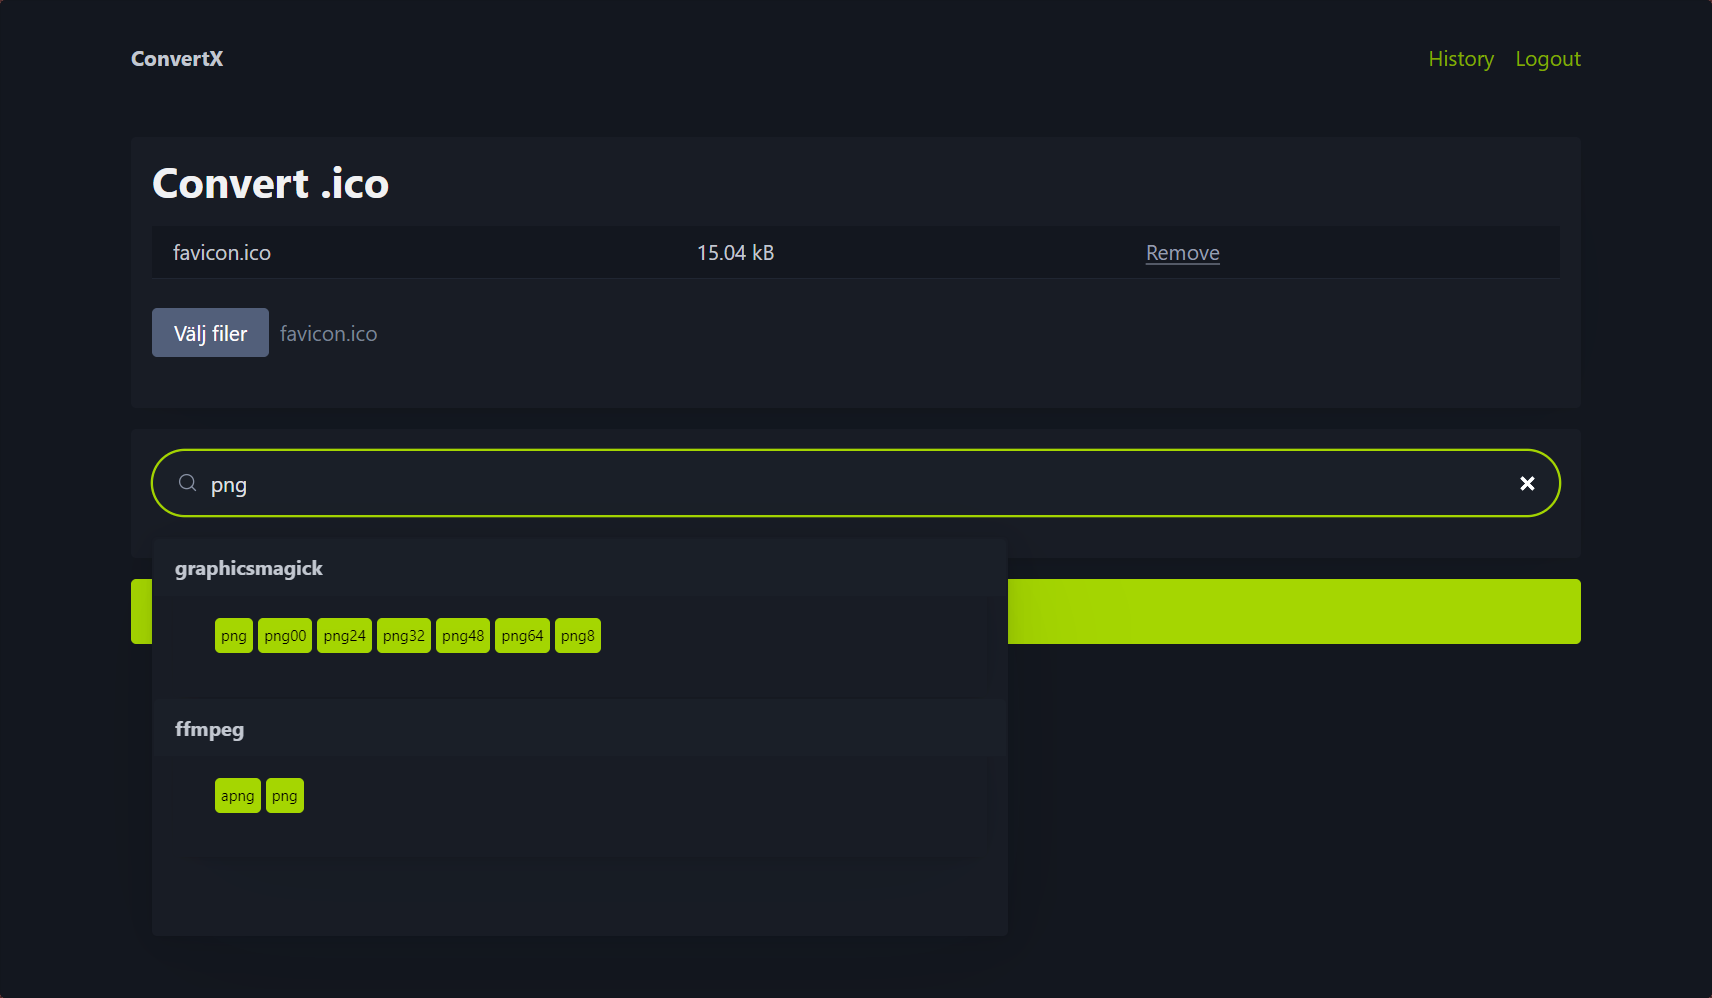 ConvertX History Logout
Convert .ico
favicon.ico 15.04 kB Remove
Välj filer favicon.ico
png
graphicsmagick
png png00 png24 png32 png48 png64 png8
ffmpeg
apng png